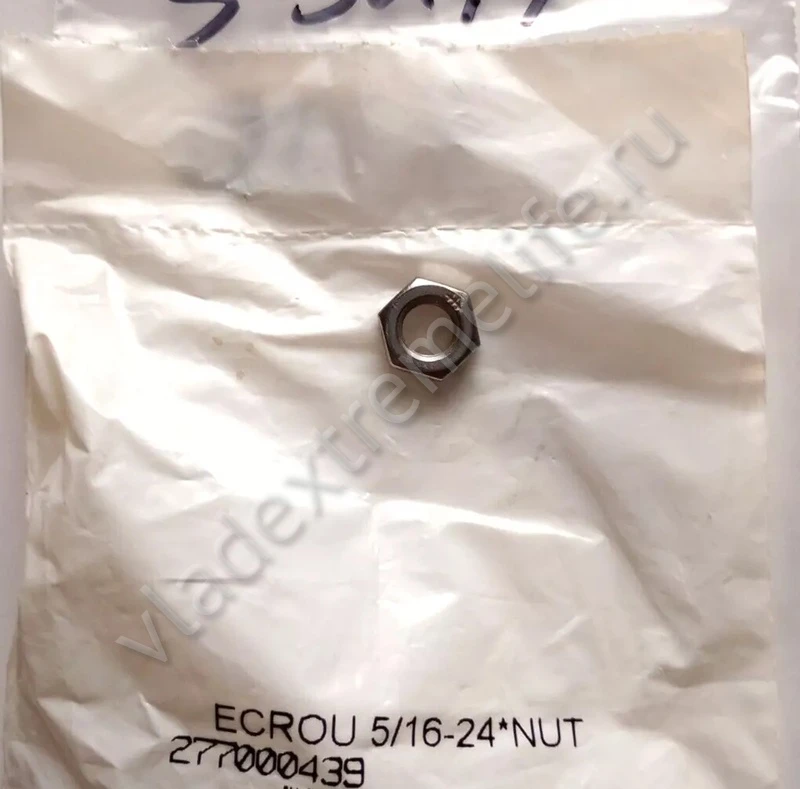 vladextremelife.ru
ECROU 5/16-24*NUT
277000439